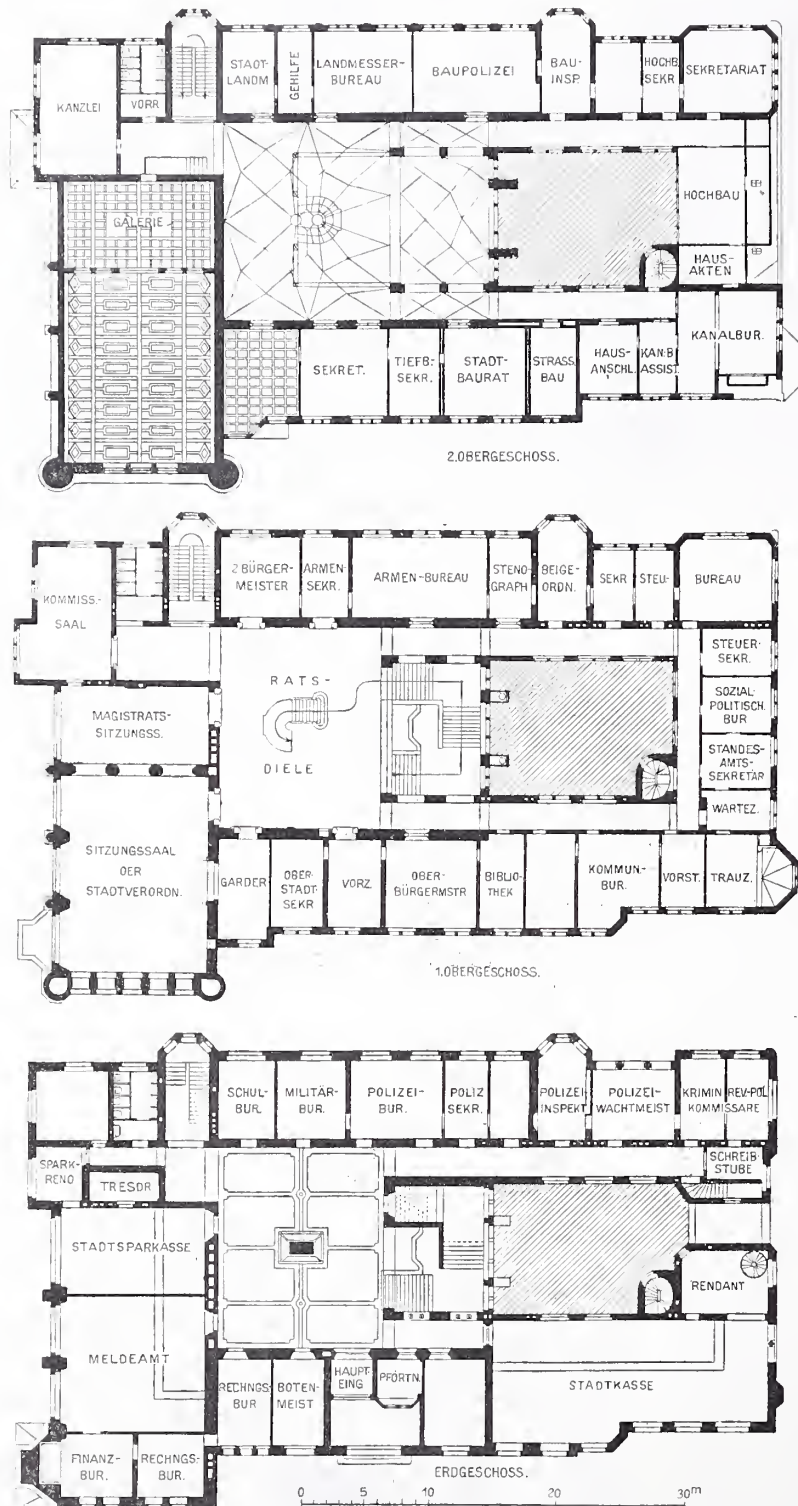 STADT-
LANDM
GEHILFE
LANDMESSER-
BUREAU
BAUPOLIZEI
BAU-
INSP.
HOCHB.
SEKR
SEKRETARIAT
KANZLEI
VORR
HOCHBAU
GALERIE
HAUS-
AKTEN
KANALBUR.
SEKRET.
TIEFB.-
SEKR.
STADT-
BAURAT
STRASS.
BAU
HAUS-
ANSCHL.
KAN:B
ASSIST.
2.OBERGESCHOSS.
2 BÜRGER-
MEISTER
ARMEN-
SEKR.
ARMEN-BUREAU
STENO-
GRAPH
BEIGE-
ORDN.
SEKR
STEU-
BUREAU
KOMMISS.-
SAAL
STEUER-
SEKR.
RATS-
DIELE
SOZIAL-
POLITISCH.
BUR
MAGISTRATS-
SITZUNGSS.
STANDES-
AMTS-
SEKRETÄR
WARTEZ.
SITZUNGSSAAL
DER
STADTVERORDN.
GARDER
OBER-
STADT-
SEKR
VORZ.
OBER-
BÜRGERMSTR
BIBLIO-
THEK
KOMMUN.-
BUR.
VORST.
TRAUZ.
1.OBERGESCHOSS.
SCHUL-
BUR.
MILITÄR-
BUR.
POLIZEI-
BUR.
POLIZ
SEKR.
POLIZEI
INSPEKT
POLIZEI-
WACHTMEIST
KRIMIN
KOMMISSARE
REV-POL
SPARK-
REND
TRESOR
SCHREIB
STUBE
STADTSPARKASSE
RENDANT
MELDEAMT
RECHNGS-
BUR
BOTEN-
MEIST
HAUPT-
EING
PFÖRTN.
STADTKASSE
FINANZ-
BUR.
RECHNGS.-
BUR.
ERDGESCHOSS.
0 5 10 20 30m